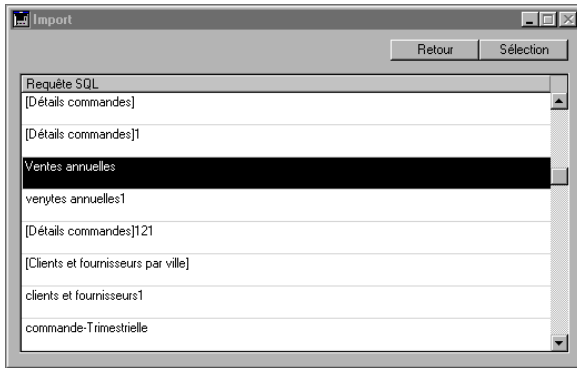 Import
Retour Sélection
Requête SQL
[Détails commandes]
[Détails commandes]1
Ventes annuelles
venytes annuelles1
[Détails commandes]121
[Clients et fournisseurs par ville]
clients et fournisseurs1
commande-Trimestrielle